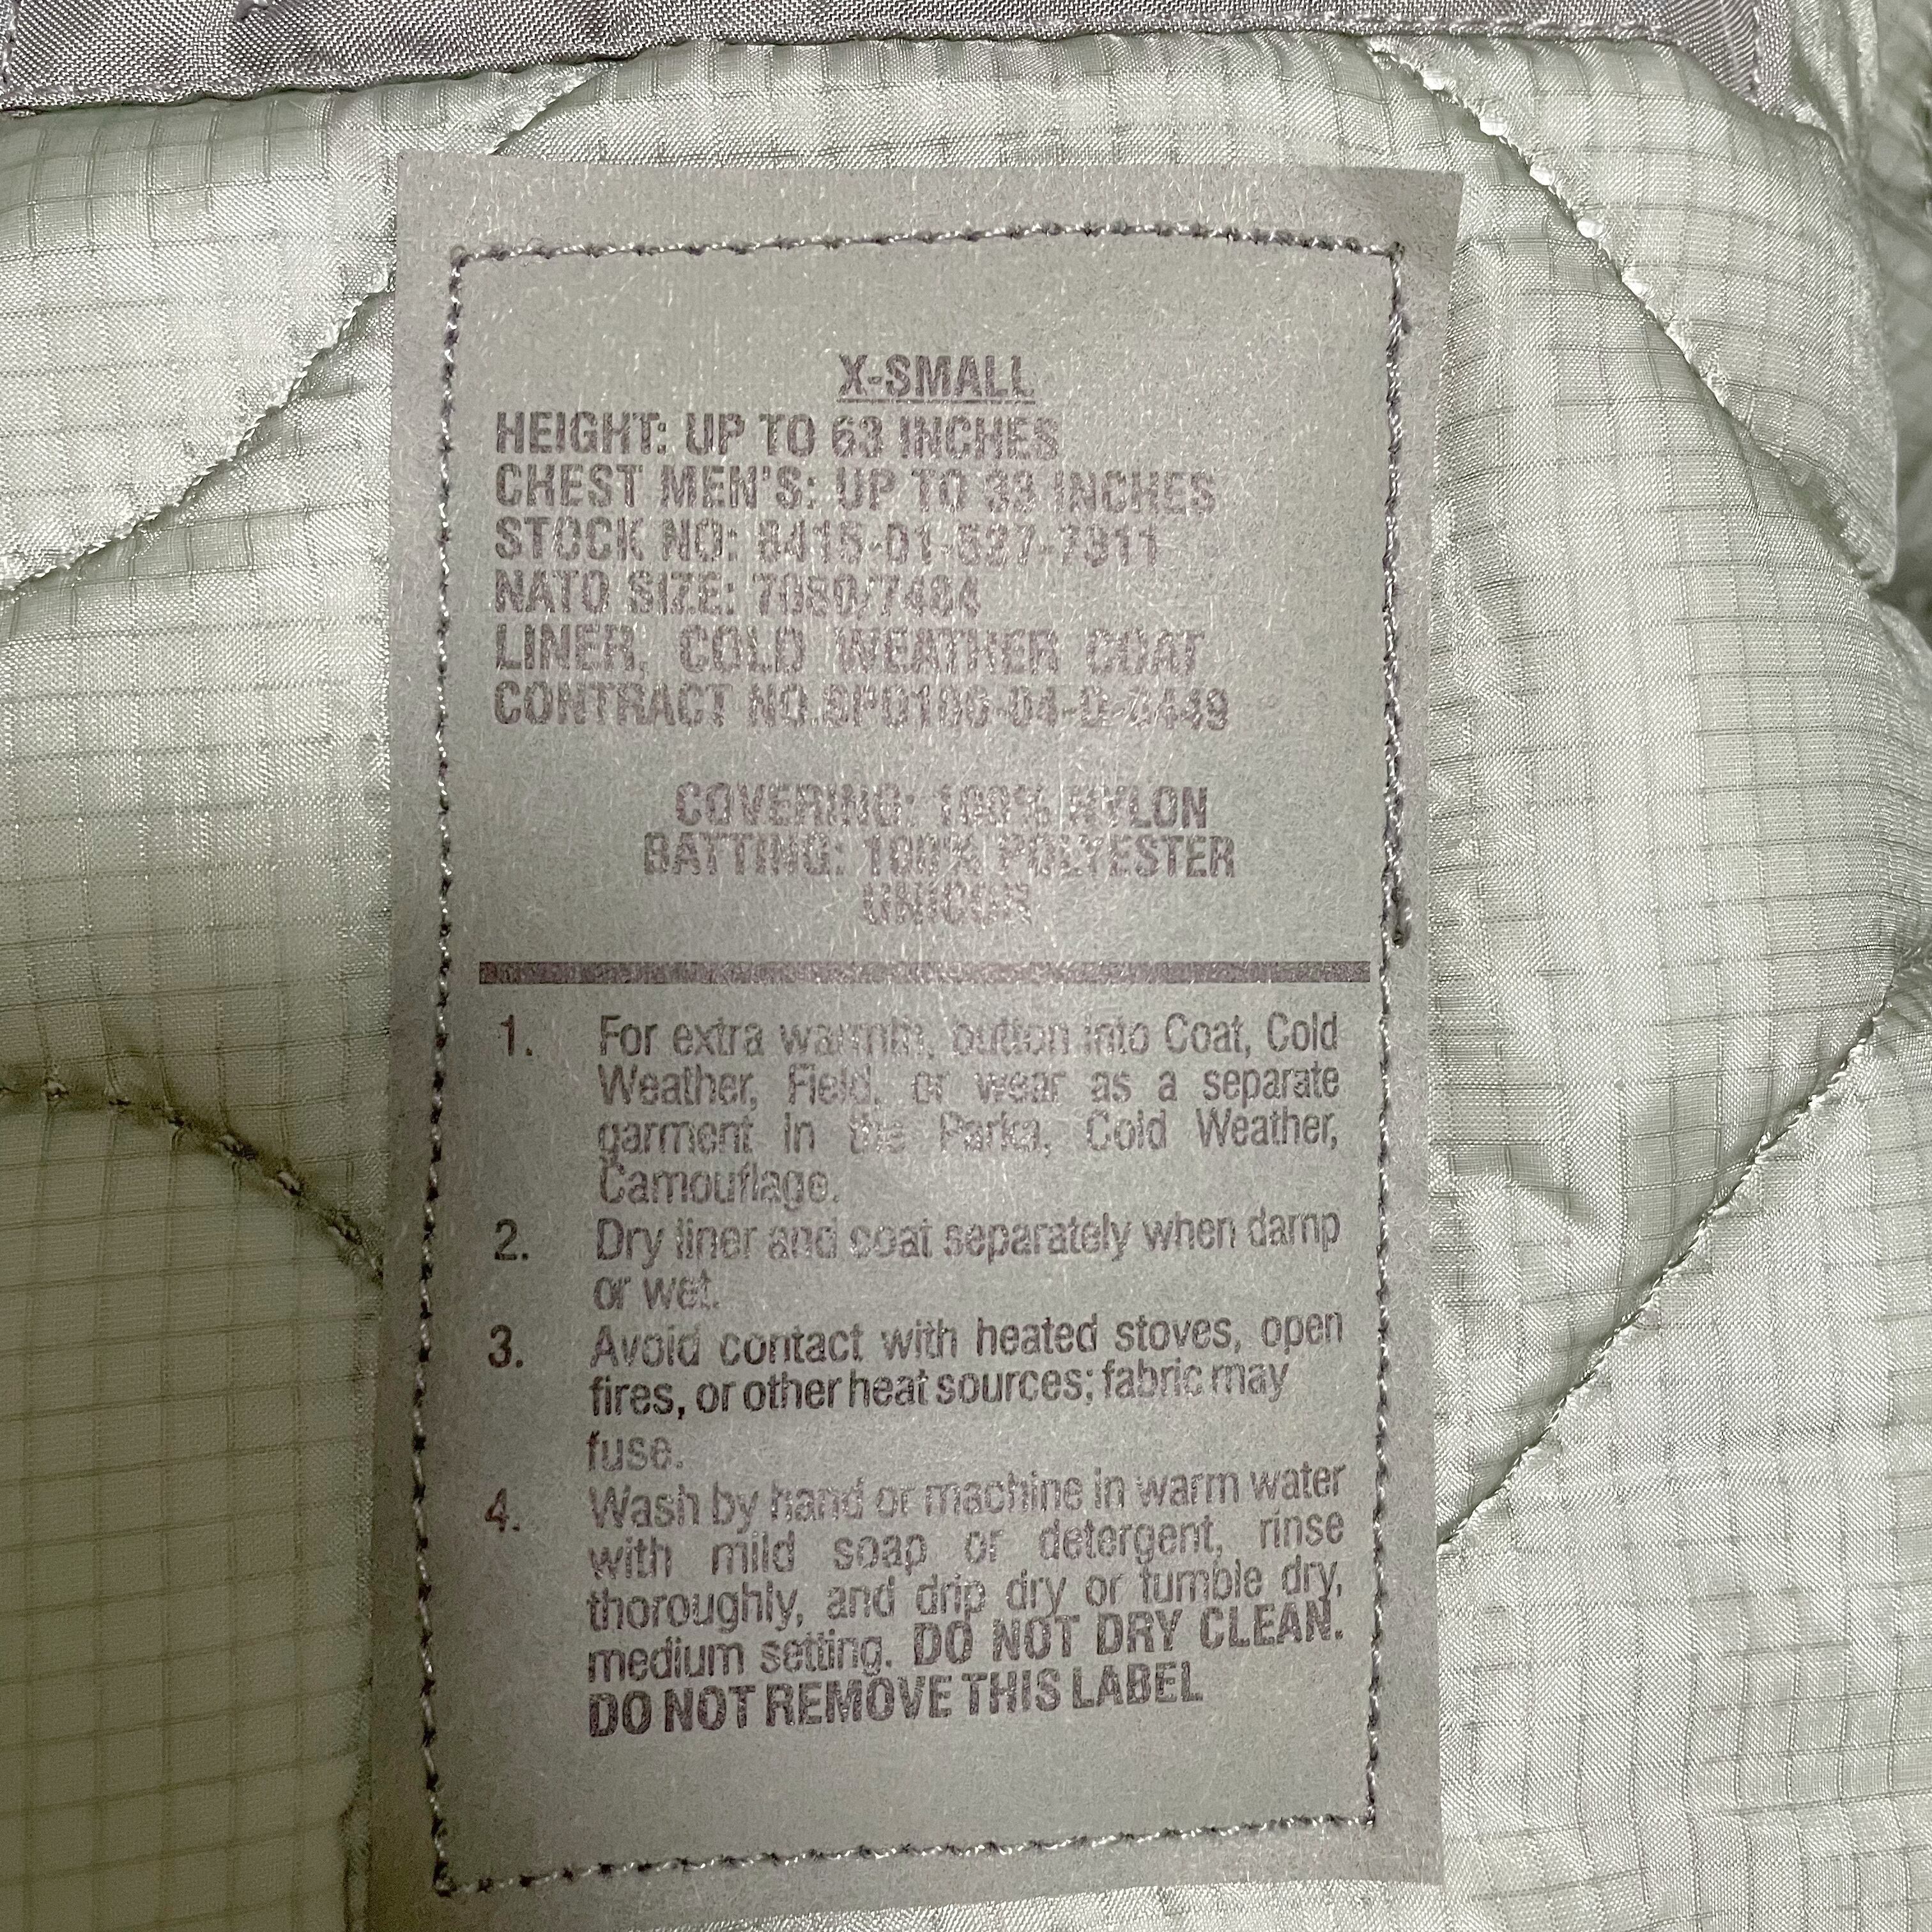 X-SMALL
HEIGHT: UP TO 63 INCHES
CHEST MEN'S: UP TO 33 INCHES
STOCK NO: 8415-01-527-7911
NATO SIZE: 7080/7484
LINER, COLD WEATHER COAT
CONTRACT NO.SP0100-04-D-0449
COVERING: 100% NYLON
BATTING: 100% POLYESTER
UNICOR
1. For extra warmth, button into Coat, Cold
Weather, Field, or wear as a separate
garment in the Parka, Cold Weather,
Camouflage.
2. Dry liner and coat separately when damp
or wet.
3. Avoid contact with heated stoves, open
fires, or other heat sources; fabric may
fuse.
4. Wash by hand or machine in warm water
with mild soap or detergent, rinse
thoroughly, and drip dry or tumble dry,
medium setting. DO NOT DRY CLEAN.
DO NOT REMOVE THIS LABEL